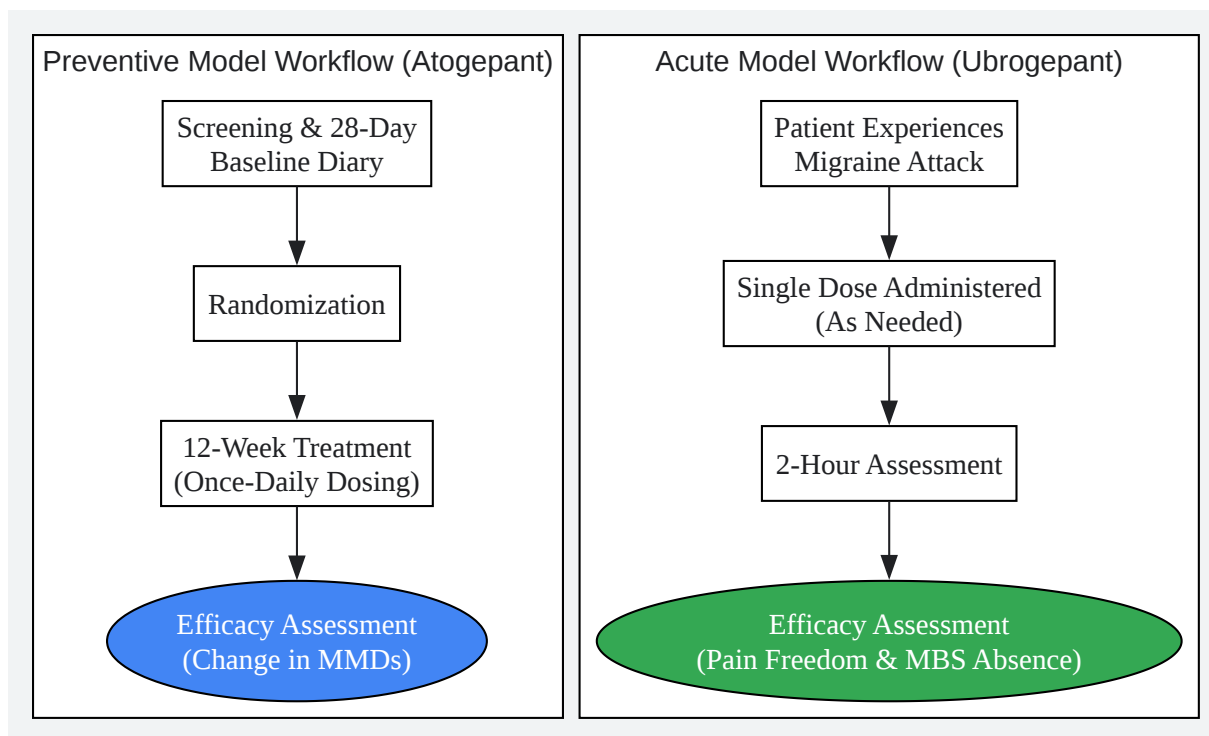 Preventive Model Workflow (Atogepant)
Screening & 28-Day
Baseline Diary
Randomization
12-Week Treatment
(Once-Daily Dosing)
Efficacy Assessment
(Change in MMDs)
Acute Model Workflow (Ubrogepant)
Patient Experiences
Migraine Attack
Single Dose Administered
(As Needed)
2-Hour Assessment
Efficacy Assessment
(Pain Freedom & MBS Absence)